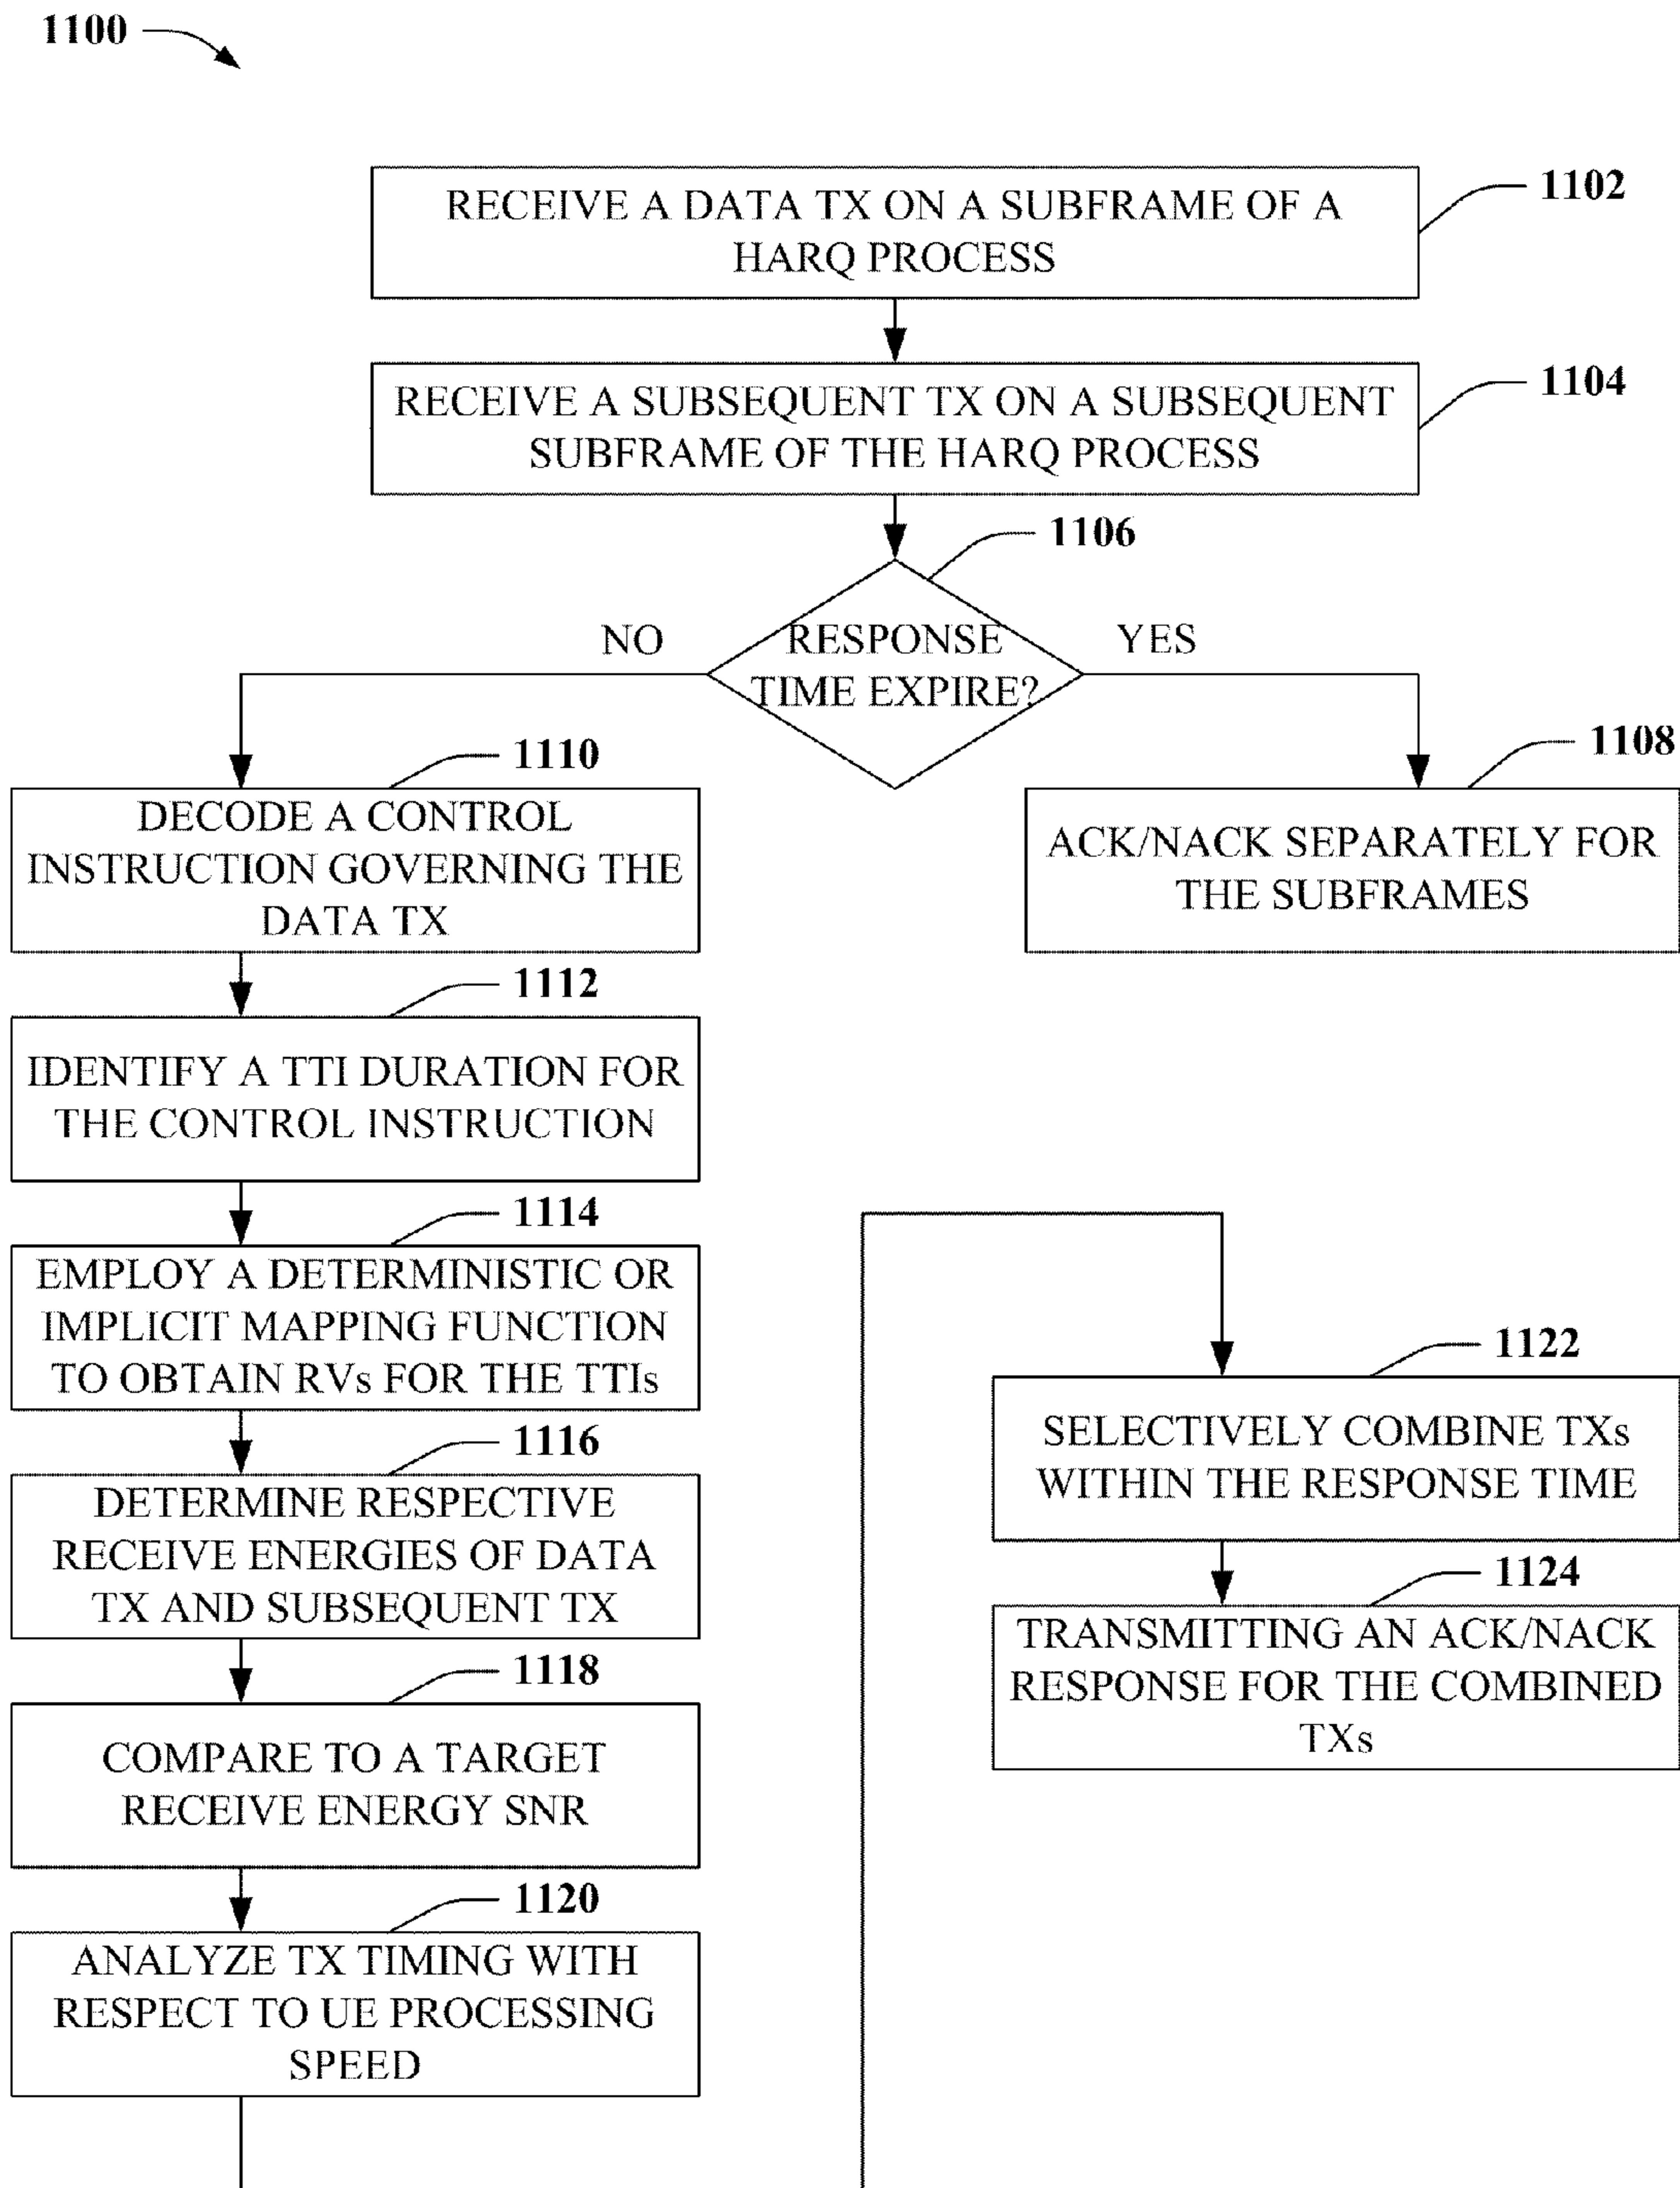 1100
RECEIVE A DATA TX ON A SUBFRAME OF A
HARQ PROCESS
1102
RECEIVE A SUBSEQUENT TX ON A SUBSEQUENT
SUBFRAME OF THE HARQ PROCESS
1104
1106
RESPONSE
TIME EXPIRE?
NO
YES
1108
ACK/NACK SEPARATELY FOR
THE SUBFRAMES
1110
DECODE A CONTROL
INSTRUCTION GOVERNING THE
DATA TX
1112
IDENTIFY A TTI DURATION FOR
THE CONTROL INSTRUCTION
1114
EMPLOY A DETERMINISTIC OR
IMPLICIT MAPPING FUNCTION
TO OBTAIN RVs FOR THE TTIs
1116
DETERMINE RESPECTIVE
RECEIVE ENERGIES OF DATA
TX AND SUBSEQUENT TX
1118
COMPARE TO A TARGET
RECEIVE ENERGY SNR
1120
ANALYZE TX TIMING WITH
RESPECT TO UE PROCESSING
SPEED
1122
SELECTIVELY COMBINE TXs
WITHIN THE RESPONSE TIME
1124
TRANSMITTING AN ACK/NACK
RESPONSE FOR THE COMBINED
TXs